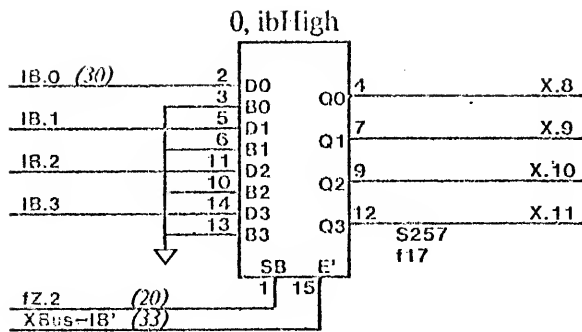 0, ibHigh
IB.0 (30) 2 D0 Q0 4 X.8
3 B0
IB.1 5 D1 Q1 7 X.9
6 B1
IB.2 11 D2 Q2 9 X.10
10 B2
IB.3 14 D3 Q3 12 X.11
13 B3
S257
f17
SB E'
1 15
fZ.2 (20)
XBus←IB' (33)